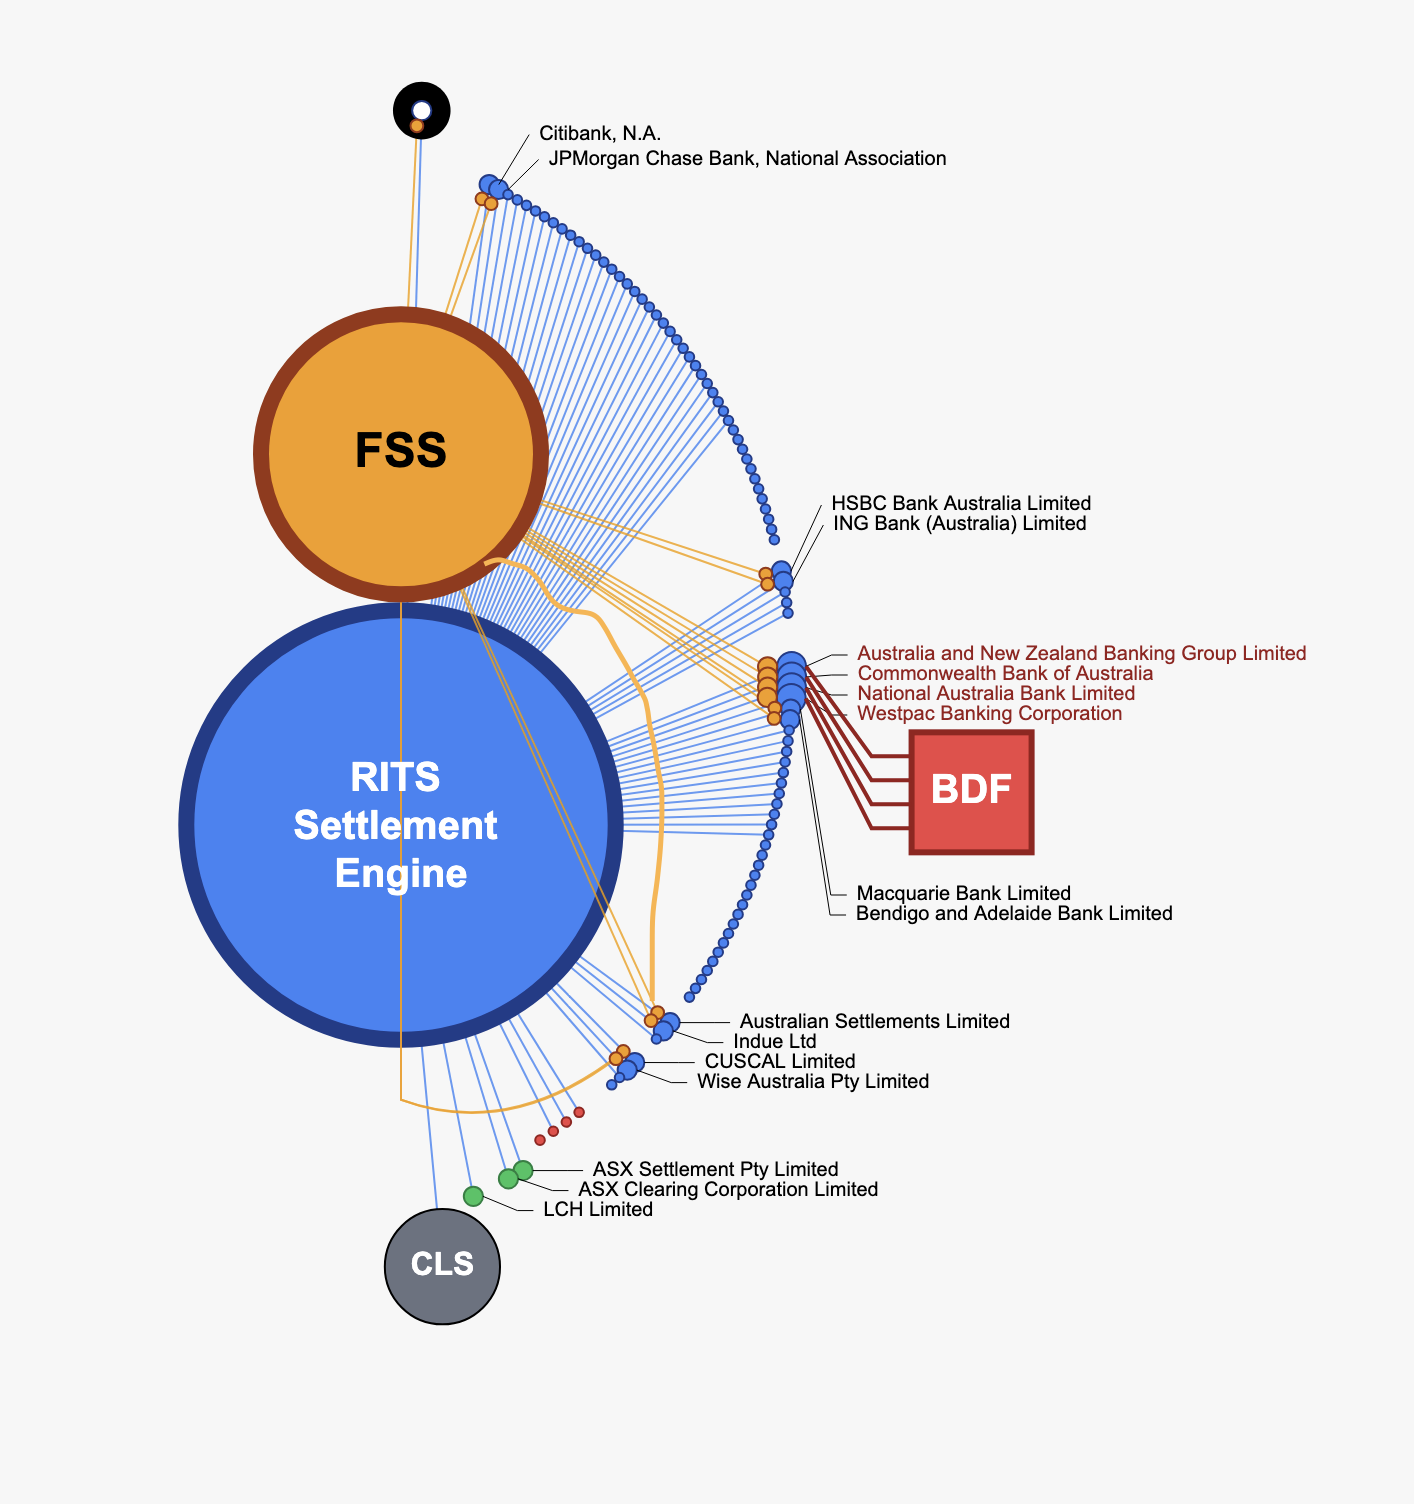 Citibank, N.A.
JPMorgan Chase Bank, National Association
FSS
HSBC Bank Australia Limited
ING Bank (Australia) Limited
Australia and New Zealand Banking Group Limited
Commonwealth Bank of Australia
National Australia Bank Limited
Westpac Banking Corporation
BDF
RITS
Settlement
Engine
Macquarie Bank Limited
Bendigo and Adelaide Bank Limited
Australian Settlements Limited
Indue Ltd
CUSCAL Limited
Wise Australia Pty Limited
ASX Settlement Pty Limited
ASX Clearing Corporation Limited
LCH Limited
CLS